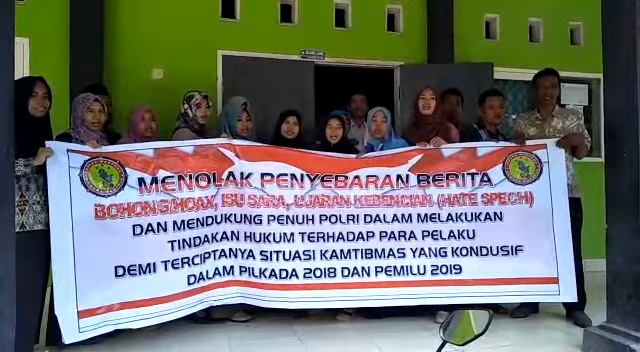 MENOLAK PENYEBARAN BERITA
BOHONG/HOAX, ISU SARA, UJARAN KEBENCIAN (HATE SPECH)
DAN MENDUKUNG PENUH POLRI DALAM MELAKUKAN
TINDAKAN HUKUM TERHADAP PARA PELAKU
DEMI TERCIPTANYA SITUASI KAMTIBMAS YANG KONDUSIF
DALAM PILKADA 2018 DAN PEMILU 2019